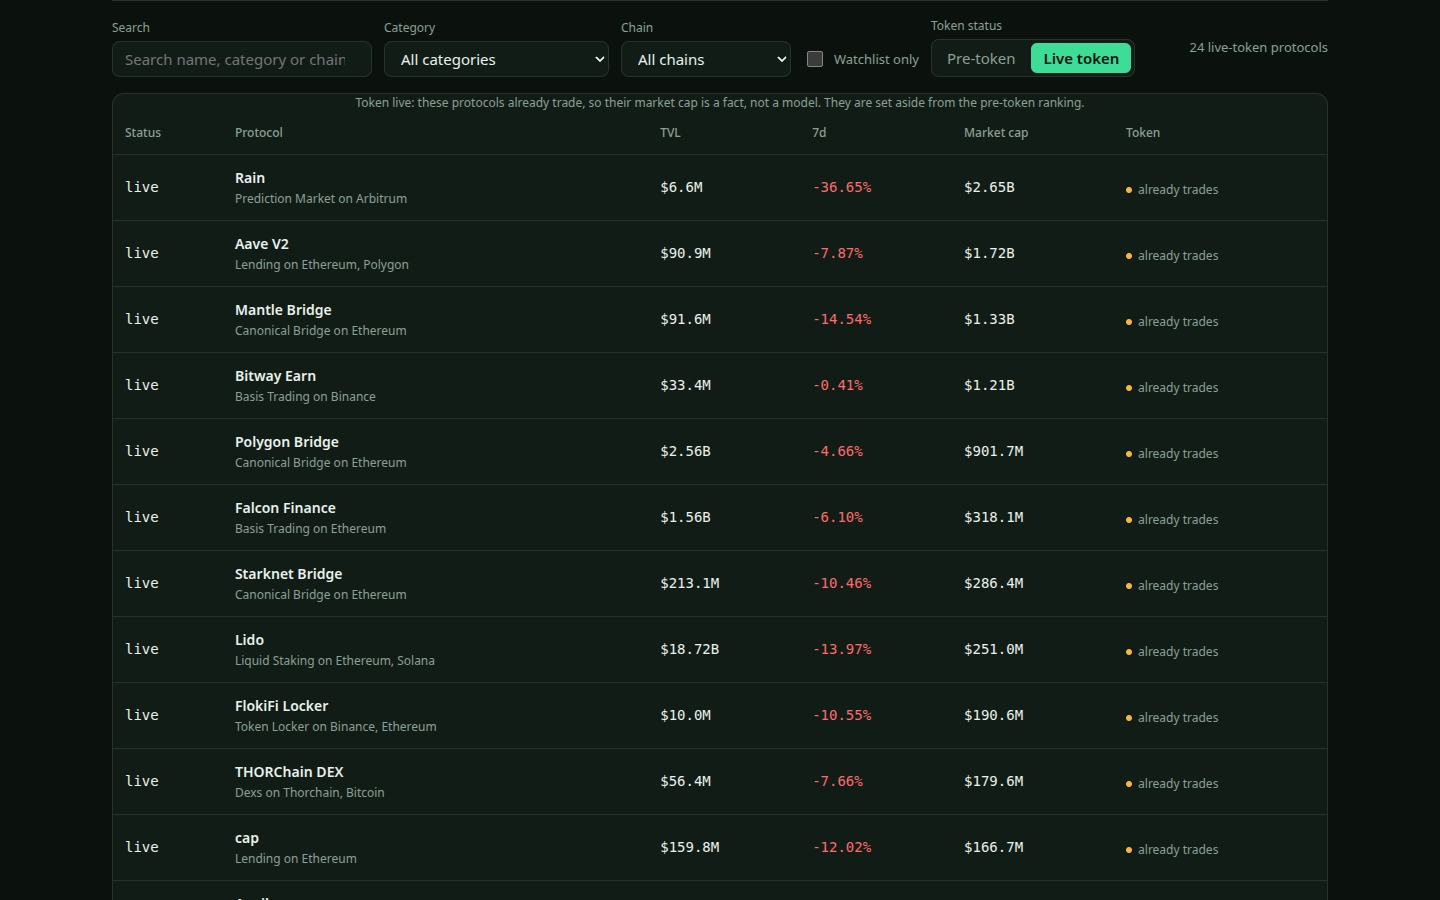 Search
Category
Chain
Token status
Search name, category or chain
All categories
All chains
Watchlist only
Pre-token
Live token
24 live-token protocols
Token live: these protocols already trade, so their market cap is a fact, not a model. They are set aside from the pre-token ranking.
Status Protocol TVL 7d Market cap Token
live Rain $6.6M -36.65% $2.65B already trades
Prediction Market on Arbitrum
live Aave V2 $90.9M -7.87% $1.72B already trades
Lending on Ethereum, Polygon
live Mantle Bridge $91.6M -14.54% $1.33B already trades
Canonical Bridge on Ethereum
live Bitway Earn $33.4M -0.41% $1.21B already trades
Basis Trading on Binance
live Polygon Bridge $2.56B -4.66% $901.7M already trades
Canonical Bridge on Ethereum
live Falcon Finance $1.56B -6.10% $318.1M already trades
Basis Trading on Ethereum
live Starknet Bridge $213.1M -10.46% $286.4M already trades
Canonical Bridge on Ethereum
live Lido $18.72B -13.97% $251.0M already trades
Liquid Staking on Ethereum, Solana
live FlokiFi Locker $10.0M -10.55% $190.6M already trades
Token Locker on Binance, Ethereum
live THORChain DEX $56.4M -7.66% $179.6M already trades
Dexs on Thorchain, Bitcoin
live cap $159.8M -12.02% $166.7M already trades
Lending on Ethereum